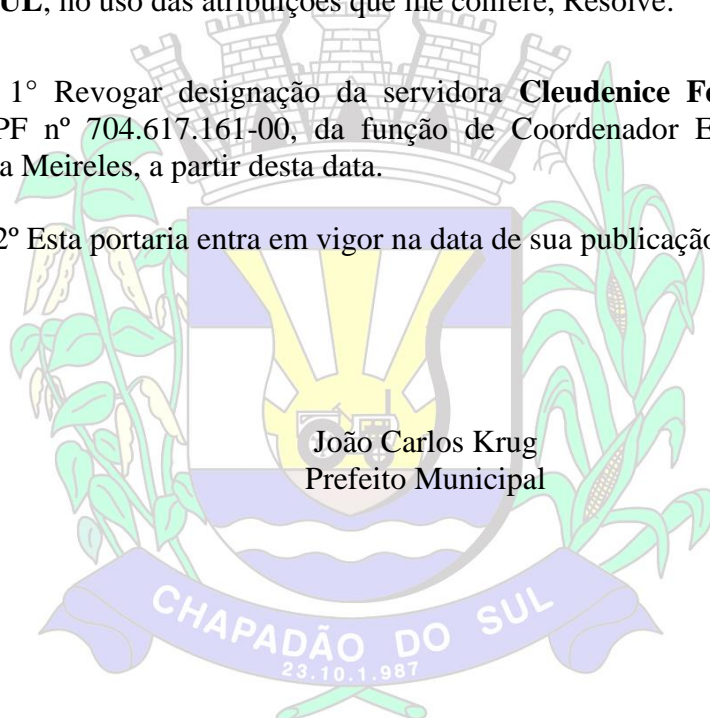 SUL, no uso das atribuições que lhe confere, Resolve:
1° Revogar designação da servidora Cleudenice
PF nº 704.617.161-00, da função de Coordenador
a Meireles, a partir desta data.
2º Esta portaria entra em vigor na data de sua publicação
João Carlos Krug
Prefeito Municipal
CHAPADÃO DO SUL
23.10.1.987